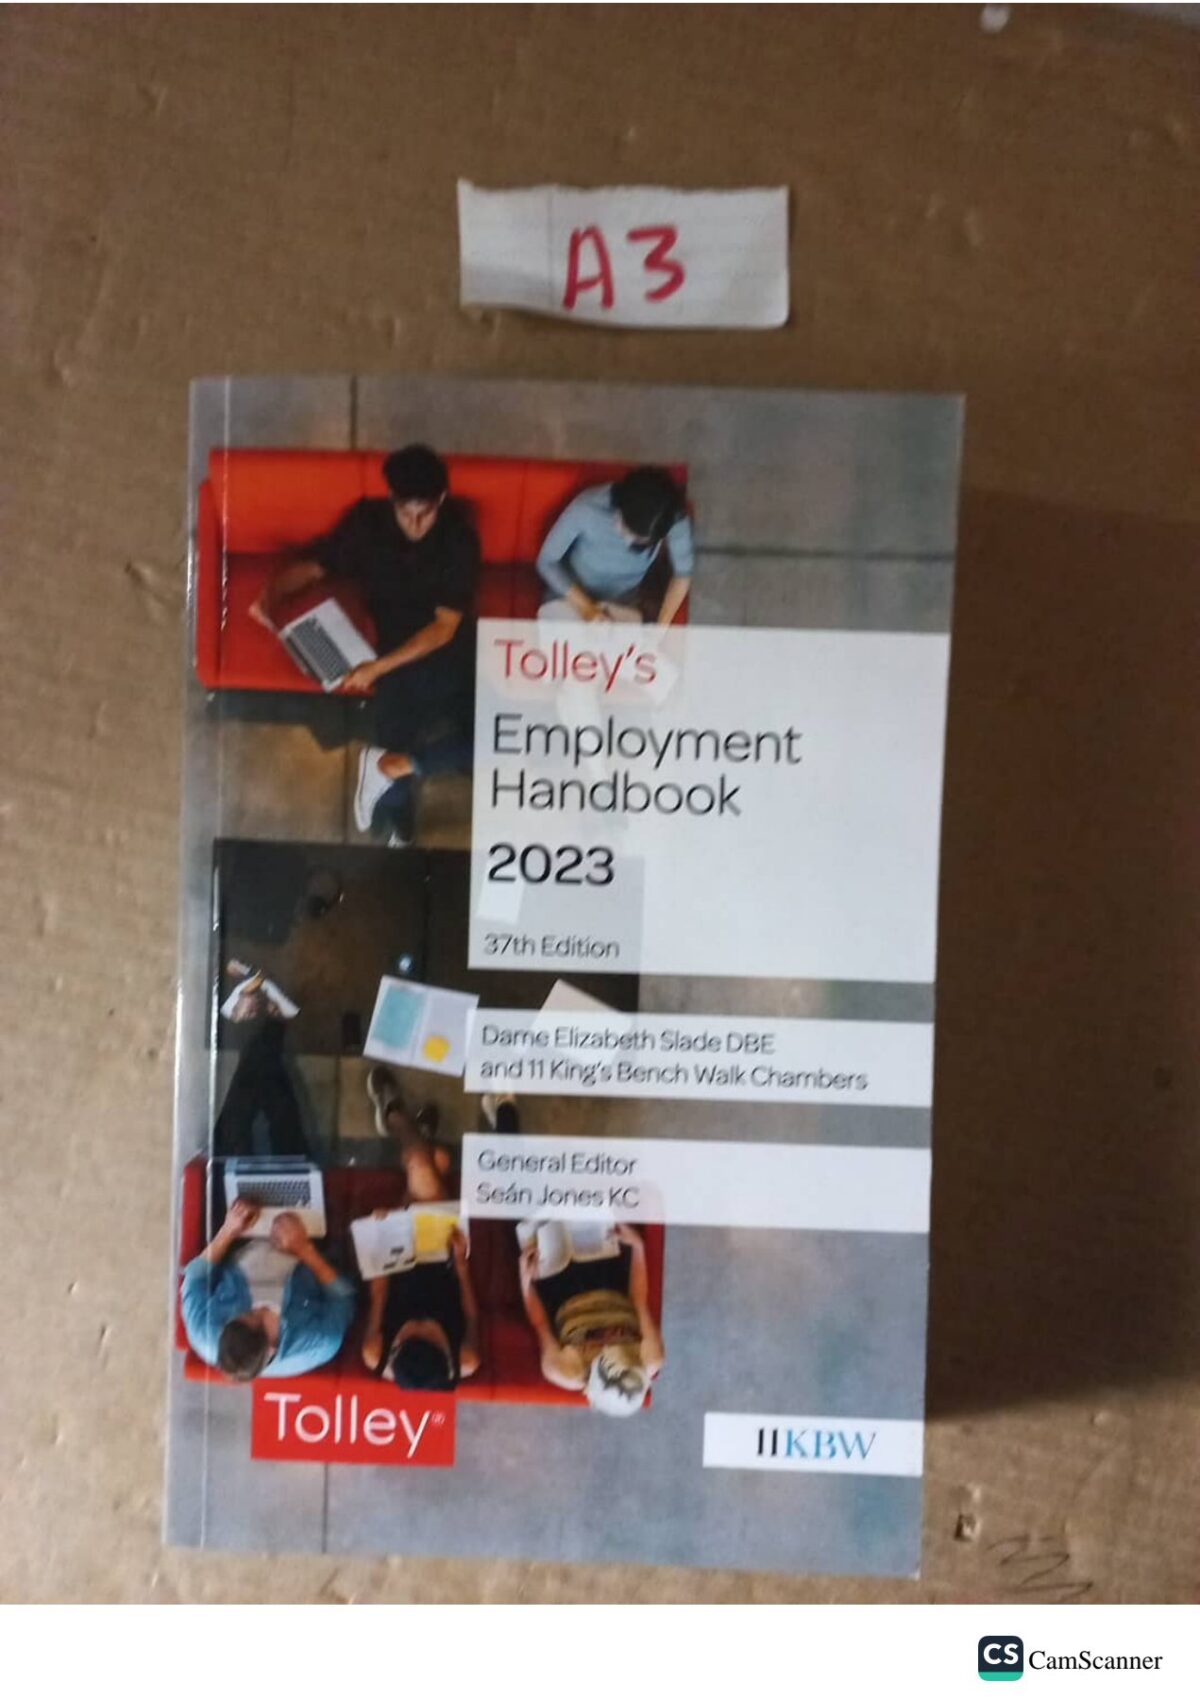 A3
Tolley's
Employment
Handbook
2023
37th Edition
Dame Elizabeth Slade DBE
and 11 King's Bench Walk Chambers
General Editor
Seán Jones KC
Tolley®
11KBW
CS CamScanner